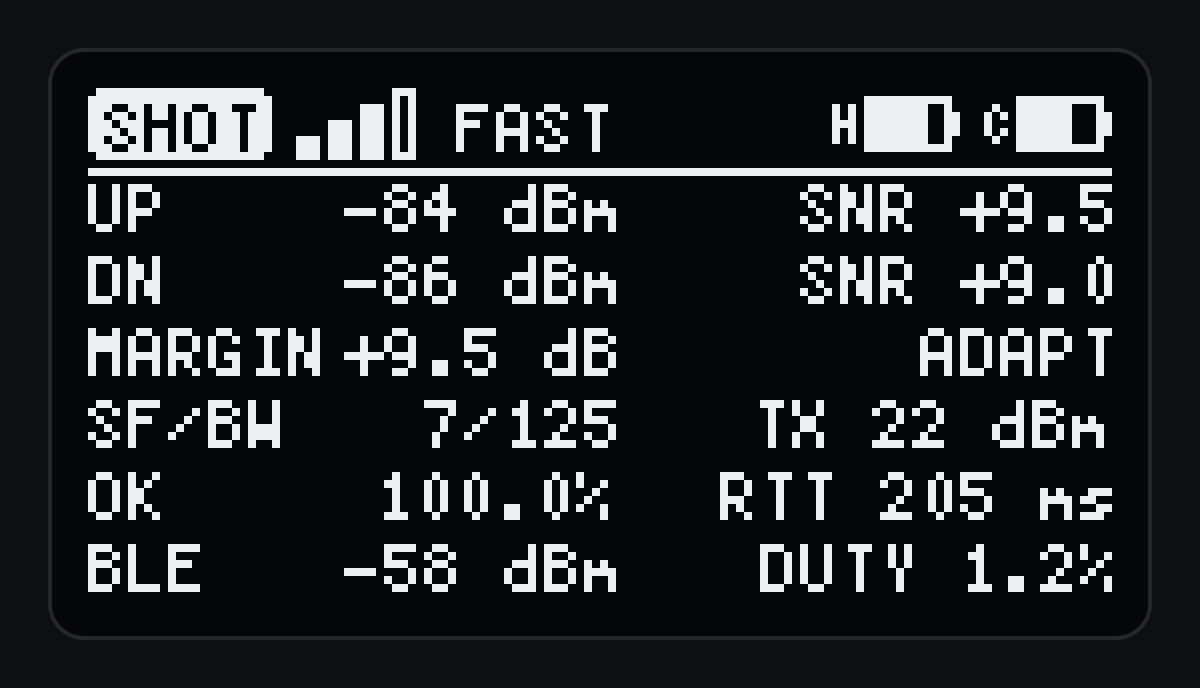 SHOT FAST H C
UP -84 dBm SNR +9.5
DN -86 dBm SNR +9.0
MARGIN +9.5 dB ADAPT
SF/BW 7/125 TX 22 dBm
OK 100.0% RTT 205 ms
BLE -58 dBm DUTY 1.2%